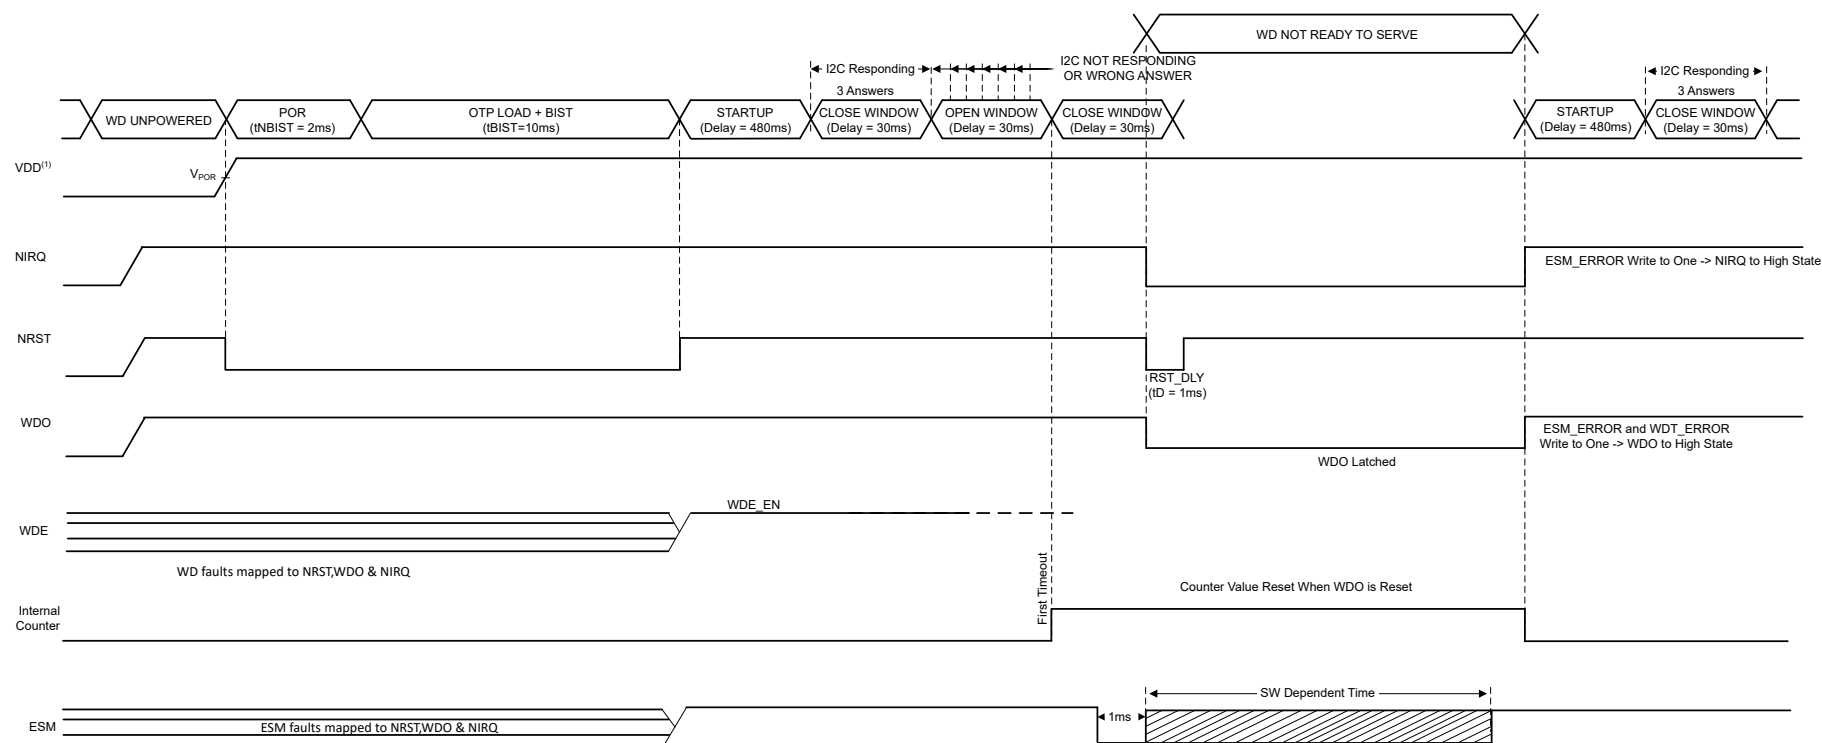 WD NOT READY TO SERVE
I2C Responding
I2C NOT RESPONDING
OR WRONG ANSWER
I2C Responding
3 Answers
3 Answers
WD UNPOWERED
POR
(tNBIST = 2ms)
OTP LOAD + BIST
(tBIST=10ms)
STARTUP
(Delay = 480ms)
CLOSE WINDOW
(Delay = 30ms)
OPEN WINDOW
(Delay = 30ms)
CLOSE WINDOW
(Delay = 30ms)
STARTUP
(Delay = 480ms)
CLOSE WINDOW
(Delay = 30ms)
VDD(1)
VPOR
NIRQ
ESM_ERROR Write to One -> NIRQ to High State
NRST
RST_DLY
(tD = 1ms)
WDO
ESM_ERROR and WDT_ERROR
Write to One -> WDO to High State
WDO Latched
WDE
WDE_EN
WD faults mapped to NRST,WDO & NIRQ
First Timeout
Counter Value Reset When WDO is Reset
Internal
Counter
SW Dependent Time
1ms
ESM
ESM faults mapped to NRST,WDO & NIRQ